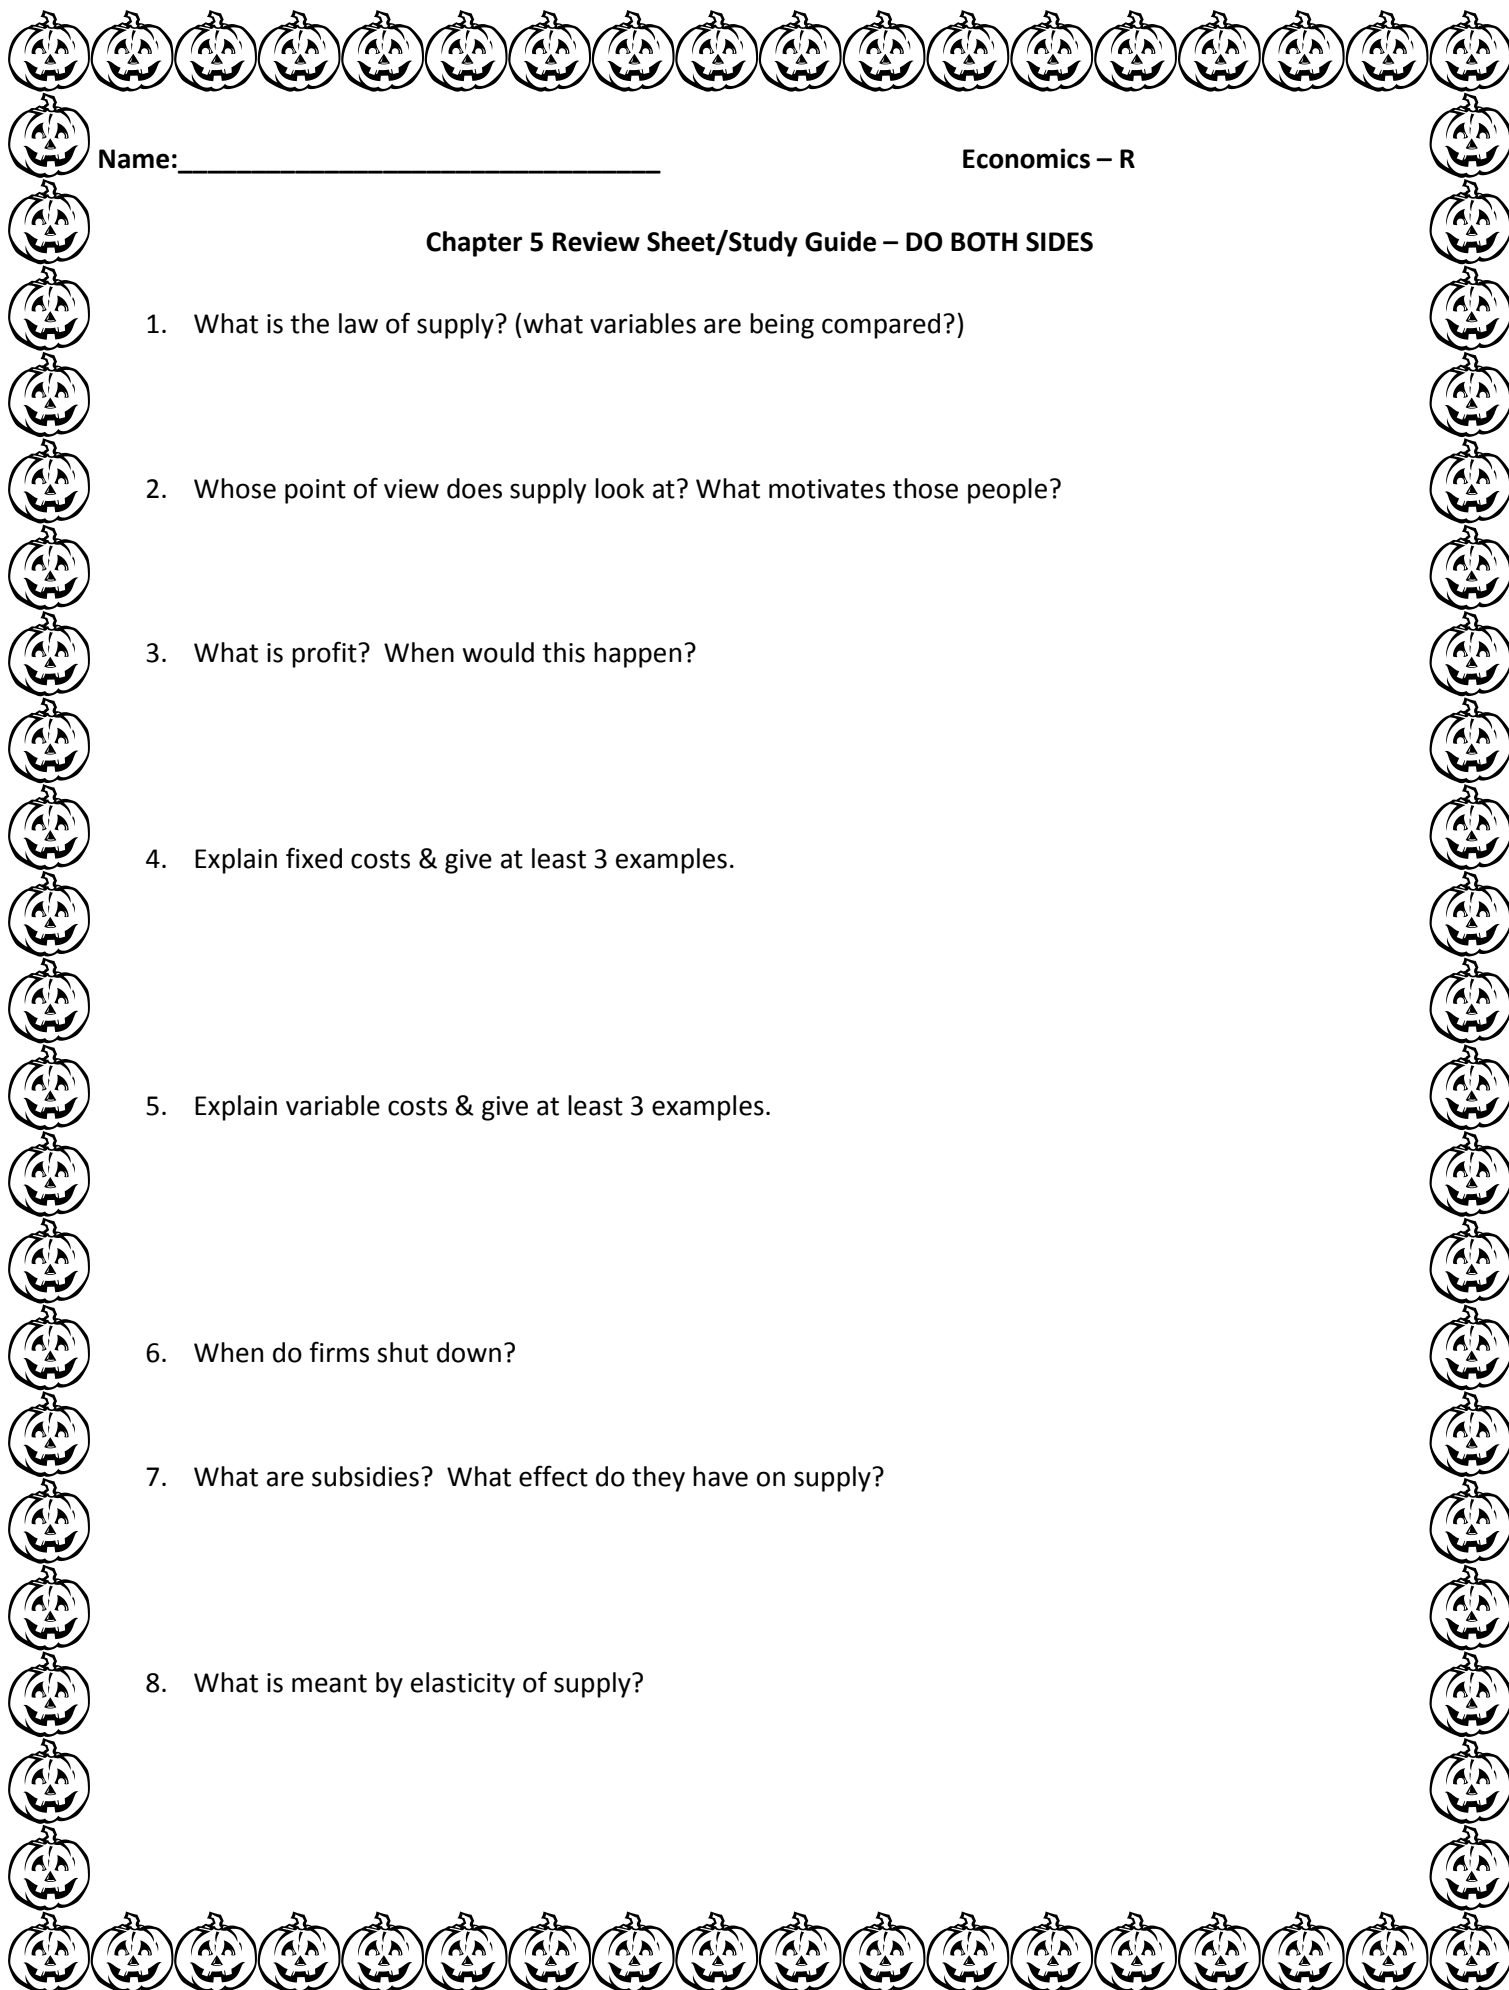 Name:__________________________________ Economics – R
Chapter 5 Review Sheet/Study Guide – DO BOTH SIDES
1. What is the law of supply? (what variables are being compared?)
2. Whose point of view does supply look at? What motivates those people?
3. What is profit?  When would this happen?
4. Explain fixed costs & give at least 3 examples.
5. Explain variable costs & give at least 3 examples.
6. When do firms shut down?
7. What are subsidies?  What effect do they have on supply?
8. What is meant by elasticity of supply?